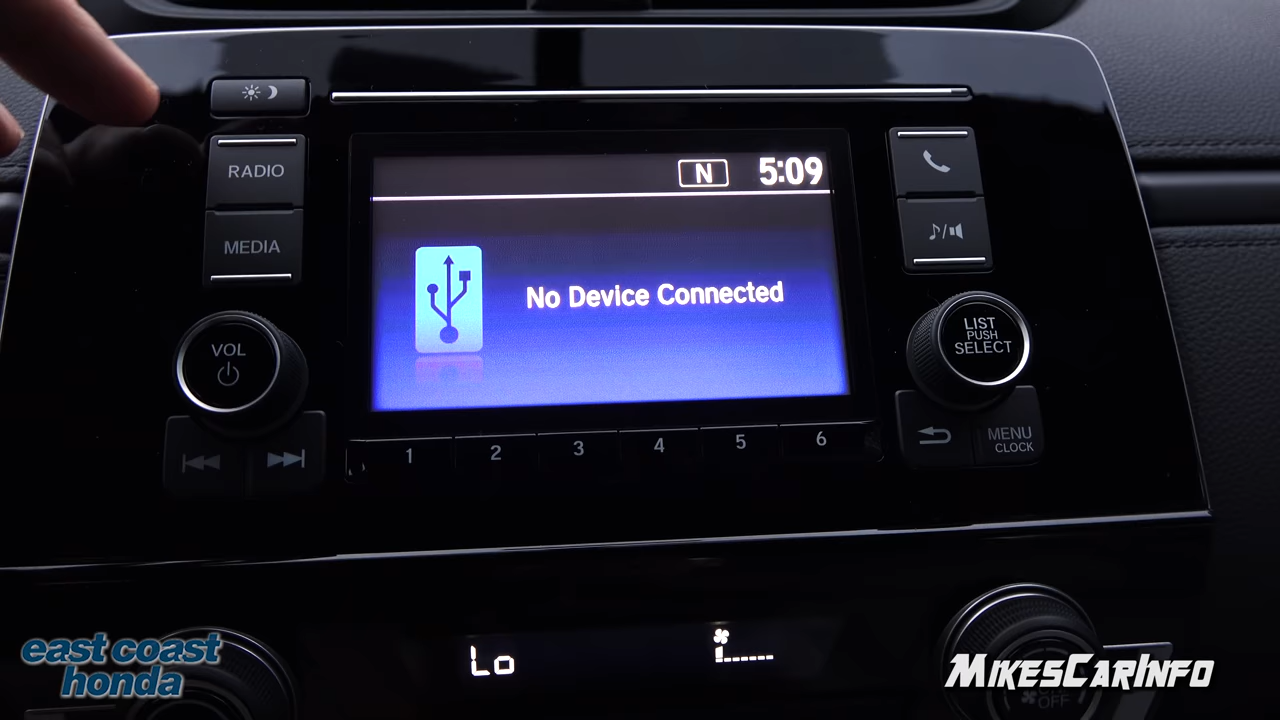 N 5:09
RADIO
MEDIA
No Device Connected
VOL
LIST
PUSH
SELECT
1 2 3 4 5 6
MENU
CLOCK
Lo
east coast
honda
MIKESCARINFO
OFF